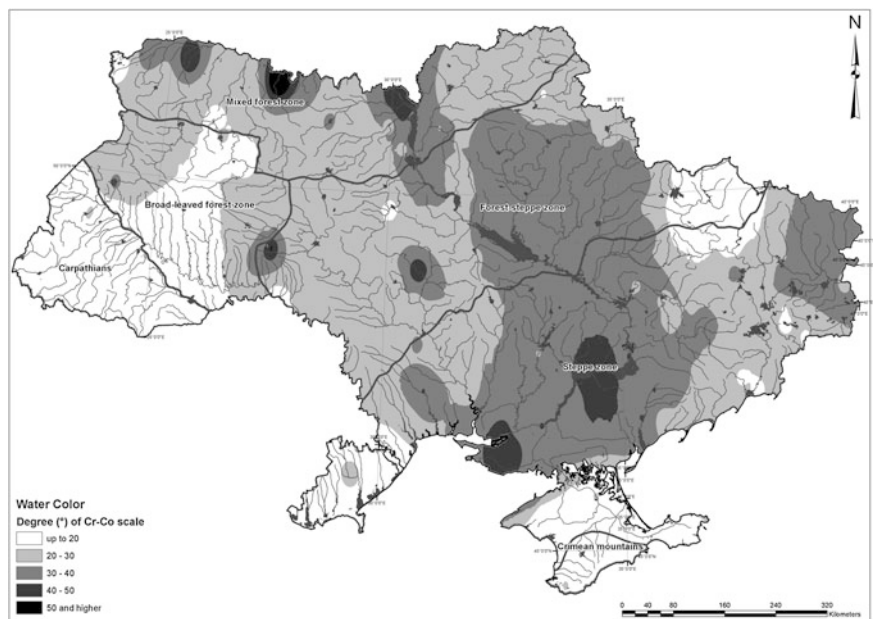 N
Mixed forest zone
Broad-leaved forest zone
Forest steppe zone
Carpathians
Steppe zone
Crimean mountains
Water Color
Degree (°) of Cr-Co scale
up to 20
20 - 30
30 - 40
40 - 50
50 and higher
0 40 80 160 240 320
Kilometers